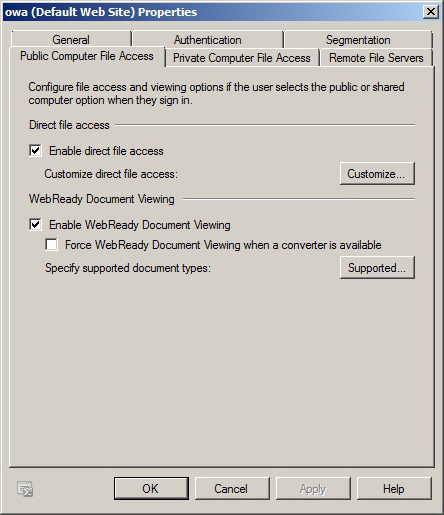 owa (Default Web Site) Properties
General Authentication Segmentation
Public Computer File Access Private Computer File Access Remote File Servers
Configure file access and viewing options if the user selects the public or shared
computer option when they sign in.
Direct file access
Enable direct file access
Customize direct file access: Customize...
WebReady Document Viewing
Enable WebReady Document Viewing
Force WebReady Document Viewing when a converter is available
Specify supported document types: Supported...
OK Cancel Apply Help